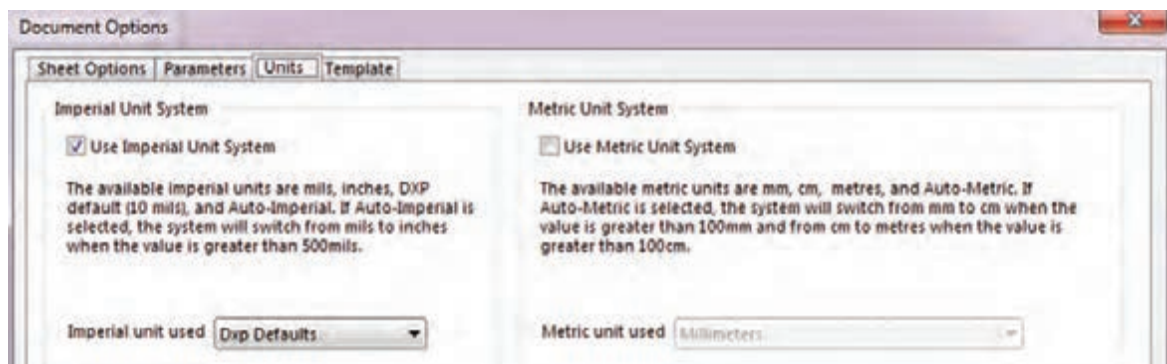 Document Options
Sheet Options Parameters Units Template
Imperial Unit System
Use Imperial Unit System
The available imperial units are mils, inches, DXP
default (10 mils), and Auto-Imperial. If Auto-Imperial is
selected, the system will switch from mils to inches
when the value is greater than 500mils.
Imperial unit used Dxp Defaults
Metric Unit System
Use Metric Unit System
The available metric units are mm, cm, metres, and Auto-Metric. If
Auto-Metric is selected, the system will switch from mm to cm when the
value is greater than 100mm and from cm to metres when the value is
greater than 100cm.
Metric unit used Millimeters